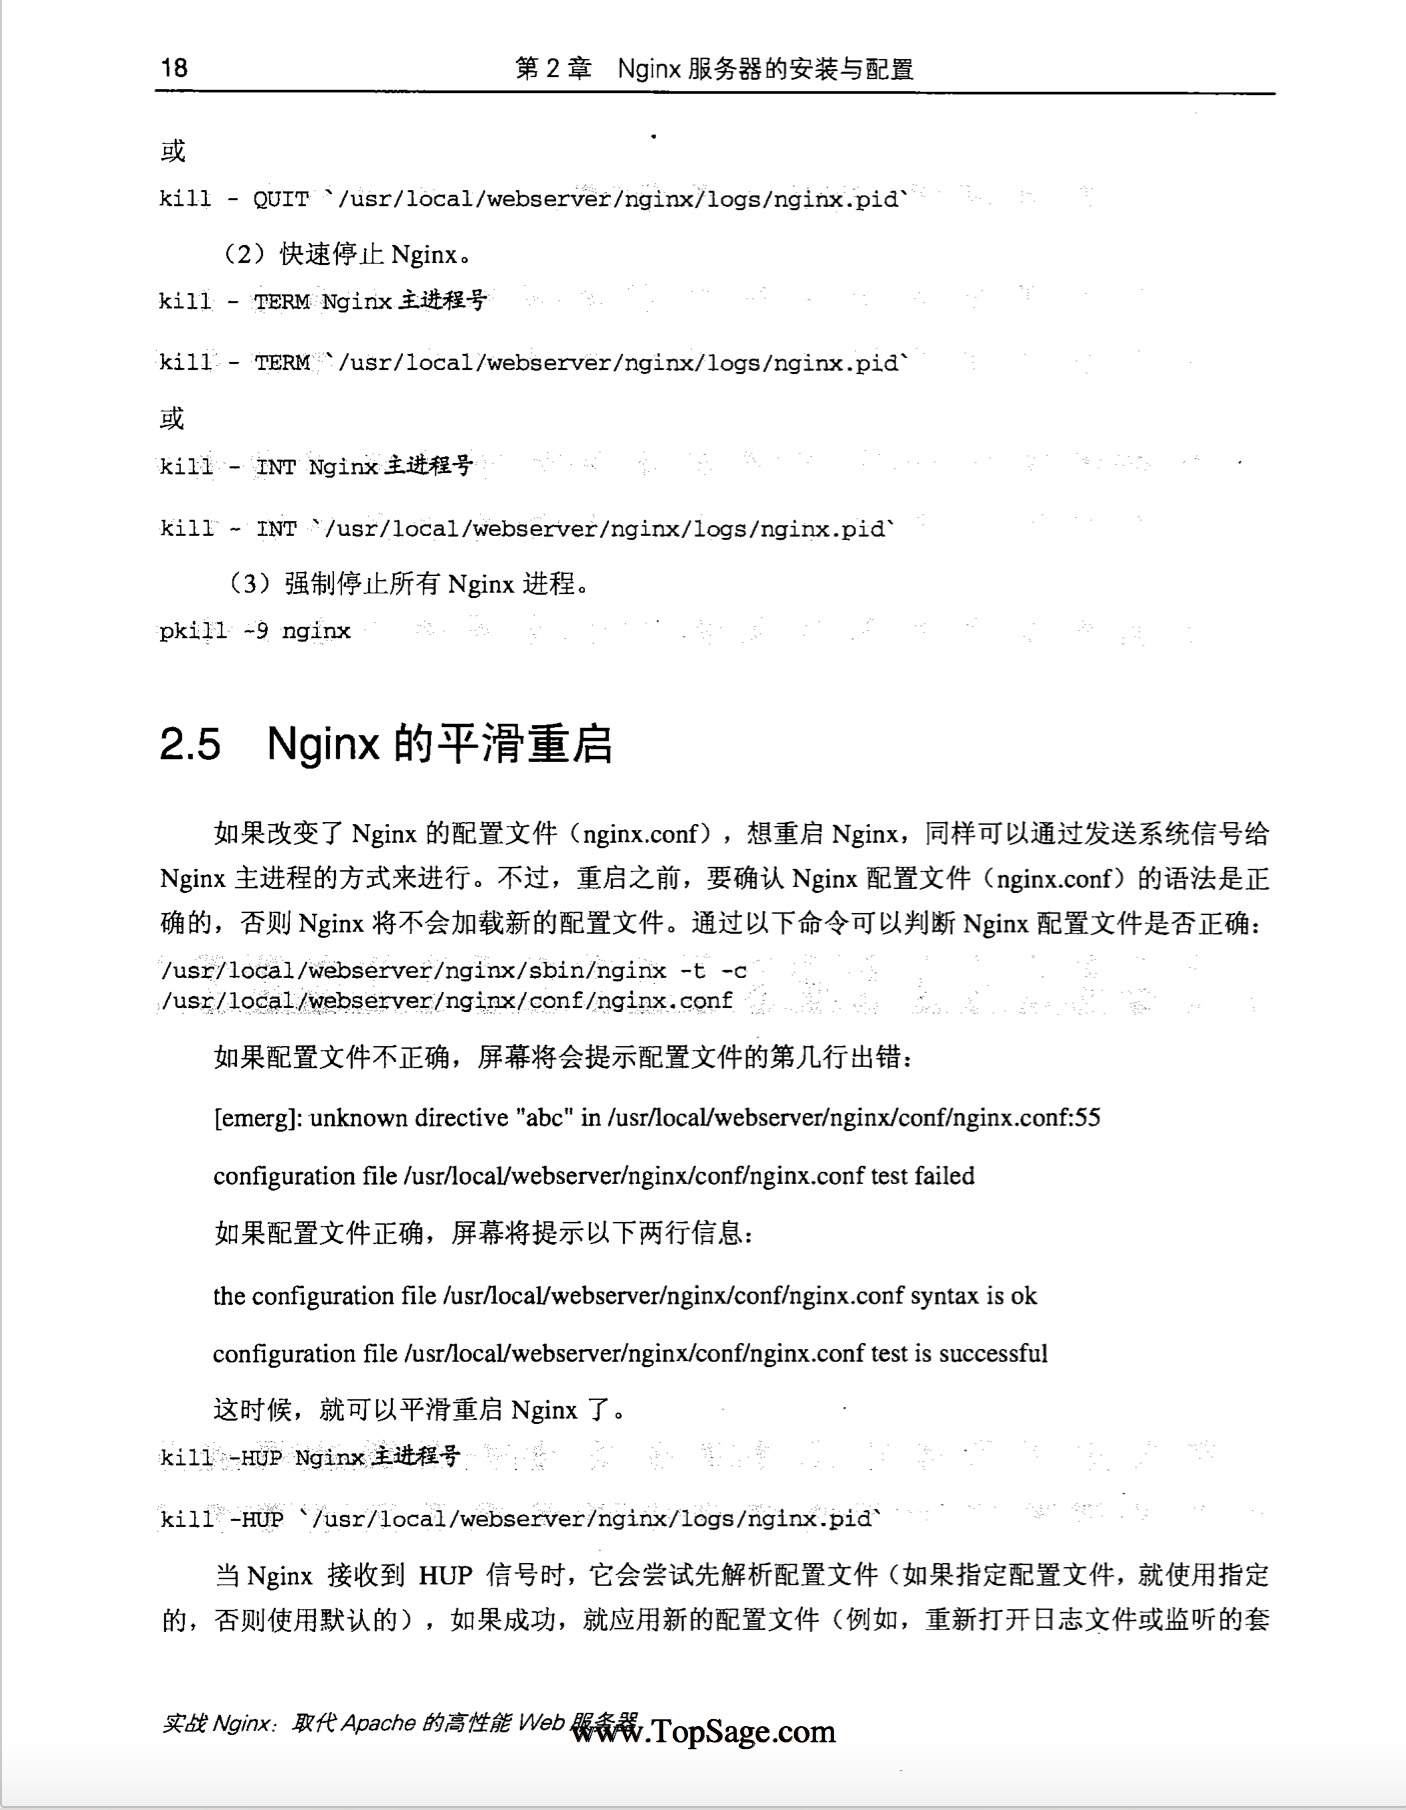 18
第 2 章 Nginx 服务器的安装与配置
或
kill - QUIT `/usr/local/webserver/nginx/logs/nginx.pid`
（2）快速停止 Nginx。
kill - TERM Nginx 主进程号
kill - TERM `/usr/local/webserver/nginx/logs/nginx.pid`
或
kill - INT Nginx 主进程号
kill - INT `/usr/local/webserver/nginx/logs/nginx.pid`
（3）强制停止所有 Nginx 进程。
pkill -9 nginx
2.5 Nginx 的平滑重启
如果改变了 Nginx 的配置文件（nginx.conf），想重启 Nginx，同样可以通过发送系统信号给
Nginx 主进程的方式来进行。不过，重启之前，要确认 Nginx 配置文件（nginx.conf）的语法是正
确的，否则 Nginx 将不会加载新的配置文件。通过以下命令可以判断 Nginx 配置文件是否正确：
/usr/local/webserver/nginx/sbin/nginx -t -c
/usr/local/webserver/nginx/conf/nginx.conf
如果配置文件不正确，屏幕将会提示配置文件的第几行出错：
[emerg]: unknown directive "abc" in /usr/local/webserver/nginx/conf/nginx.conf:55
configuration file /usr/local/webserver/nginx/conf/nginx.conf test failed
如果配置文件正确，屏幕将提示以下两行信息：
the configuration file /usr/local/webserver/nginx/conf/nginx.conf syntax is ok
configuration file /usr/local/webserver/nginx/conf/nginx.conf test is successful
这时候，就可以平滑重启 Nginx 了。
kill -HUP Nginx 主进程号
kill -HUP `/usr/local/webserver/nginx/logs/nginx.pid`
当 Nginx 接收到 HUP 信号时，它会尝试先解析配置文件（如果指定配置文件，就使用指定
的，否则使用默认的），如果成功，就应用新的配置文件（例如，重新打开日志文件或监听的套
实战 Nginx：取代 Apache 的高性能 Web 服务器
www.TopSage.com